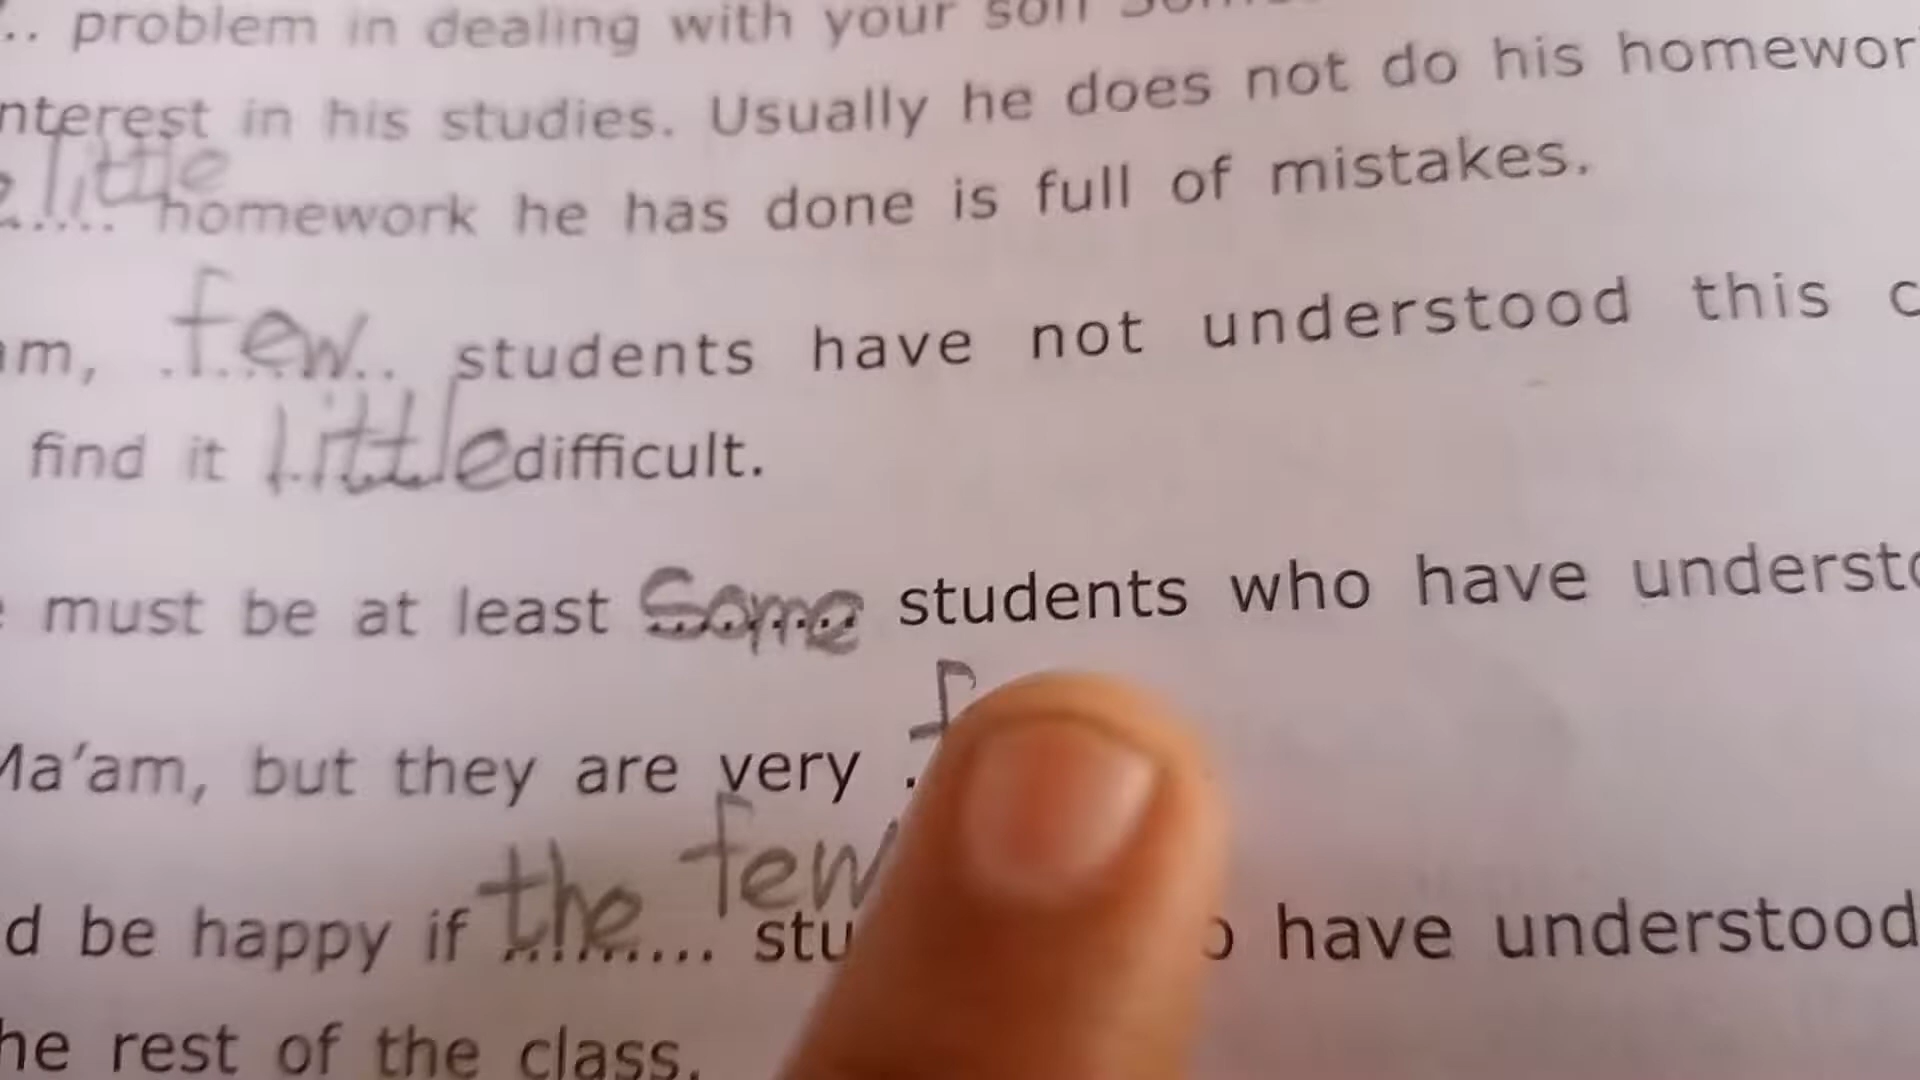 .. problem in dealing with your son
nterest in his studies. Usually he does not do his homewor
little
..... homework he has done is full of mistakes.
am, few students have not understood this c
find it little difficult.
must be at least Some students who have understo
Ma'am, but they are very
d be happy if the few ......... stu have understood
he rest of the class.